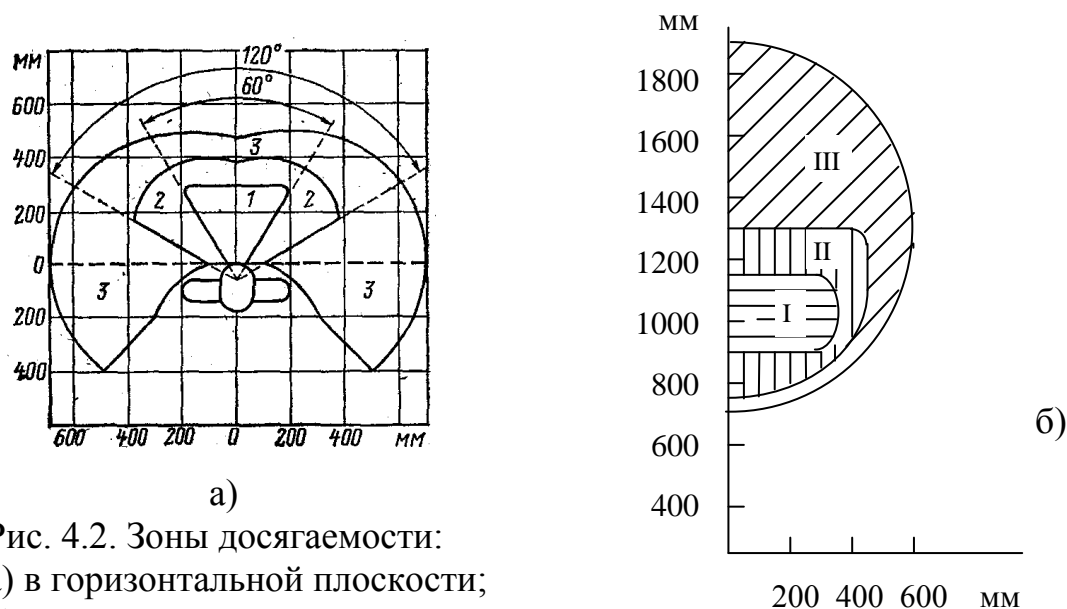 мм
120°
60°
600
400
200
0
200
400
3
2
1
2
3
3
600 400 200 0 200 400 мм
а)
Рис. 4.2. Зоны досягаемости:
а) в горизонтальной плоскости;
мм
1800
1600
1400
1200
1000
800
600
400
III
II
I
200 400 600 мм
б)